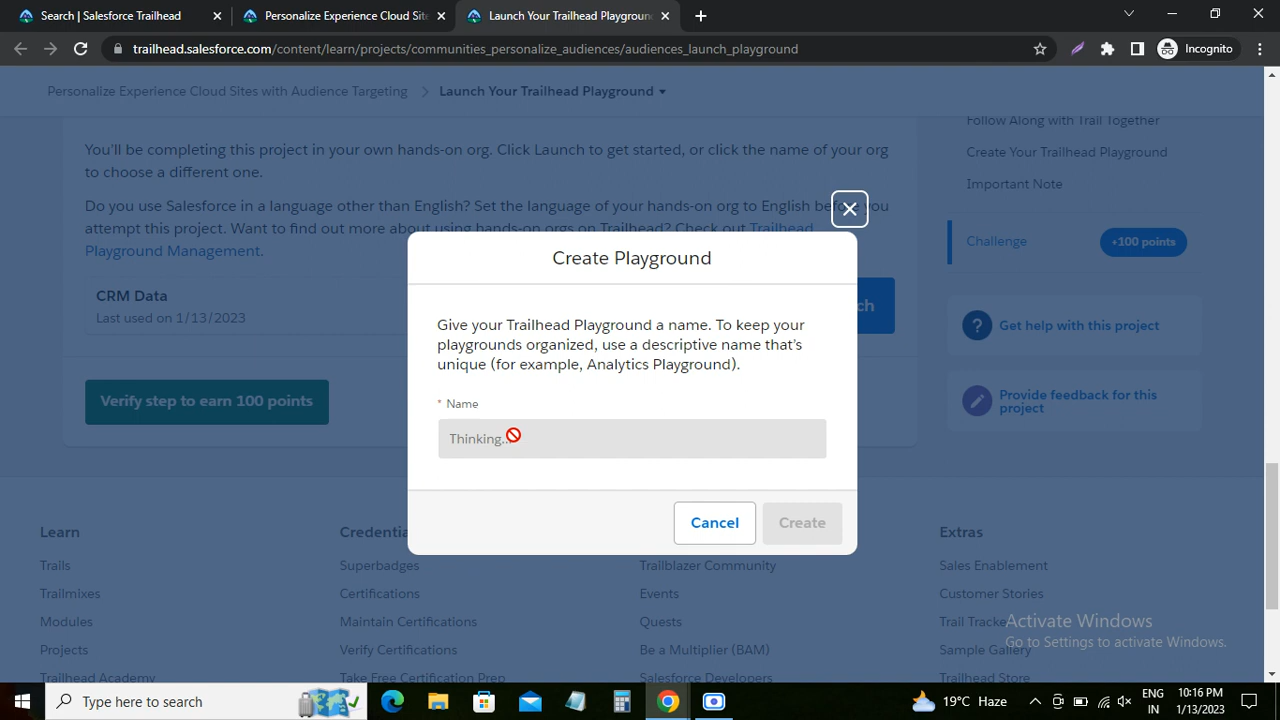 Search | Salesforce Trailhead
Personalize Experience Cloud Sit
Launch Your Trailhead Playgroun
trailhead.salesforce.com/content/learn/projects/communities_personalize_audiences/audiences_launch_playground
Incognito
Personalize Experience Cloud Sites with Audience Targeting
Launch Your Trailhead Playground
You'll be completing this project in your own hands-on org. Click Launch to get started, or click the name of your org
to choose a different one.
Do you use Salesforce in a language other than English? Set the language of your hands-on org to English before you
attempt this project. Want to find out more about using hands-on orgs on Trailhead? Check out Trailhead
Playground Management.
CRM Data
Last used on 1/13/2023
ch
Verify step to earn 100 points
Follow Along with Trail Together
Create Your Trailhead Playground
Important Note
Challenge
+100 points
Get help with this project
Provide feedback for this
project
Create Playground
Give your Trailhead Playground a name. To keep your
playgrounds organized, use a descriptive name that's
unique (for example, Analytics Playground).
* Name
Thinking...
Cancel
Create
Learn
Trails
Trailmixes
Modules
Projects
Trailhead Academy
Credentia
Superbadges
Certifications
Maintain Certifications
Verify Certifications
Take Free Certification Prep
Trailblazer Community
Events
Quests
Be a Multiplier (BAM)
Salesforce Developers
Extras
Sales Enablement
Customer Stories
Trail Tracke
Sample Gallery
Trailhead Store
Activate Windows
Go to Settings to activate Windows.
Type here to search
19°C Haze
ENG
IN
10:16 PM
1/13/2023